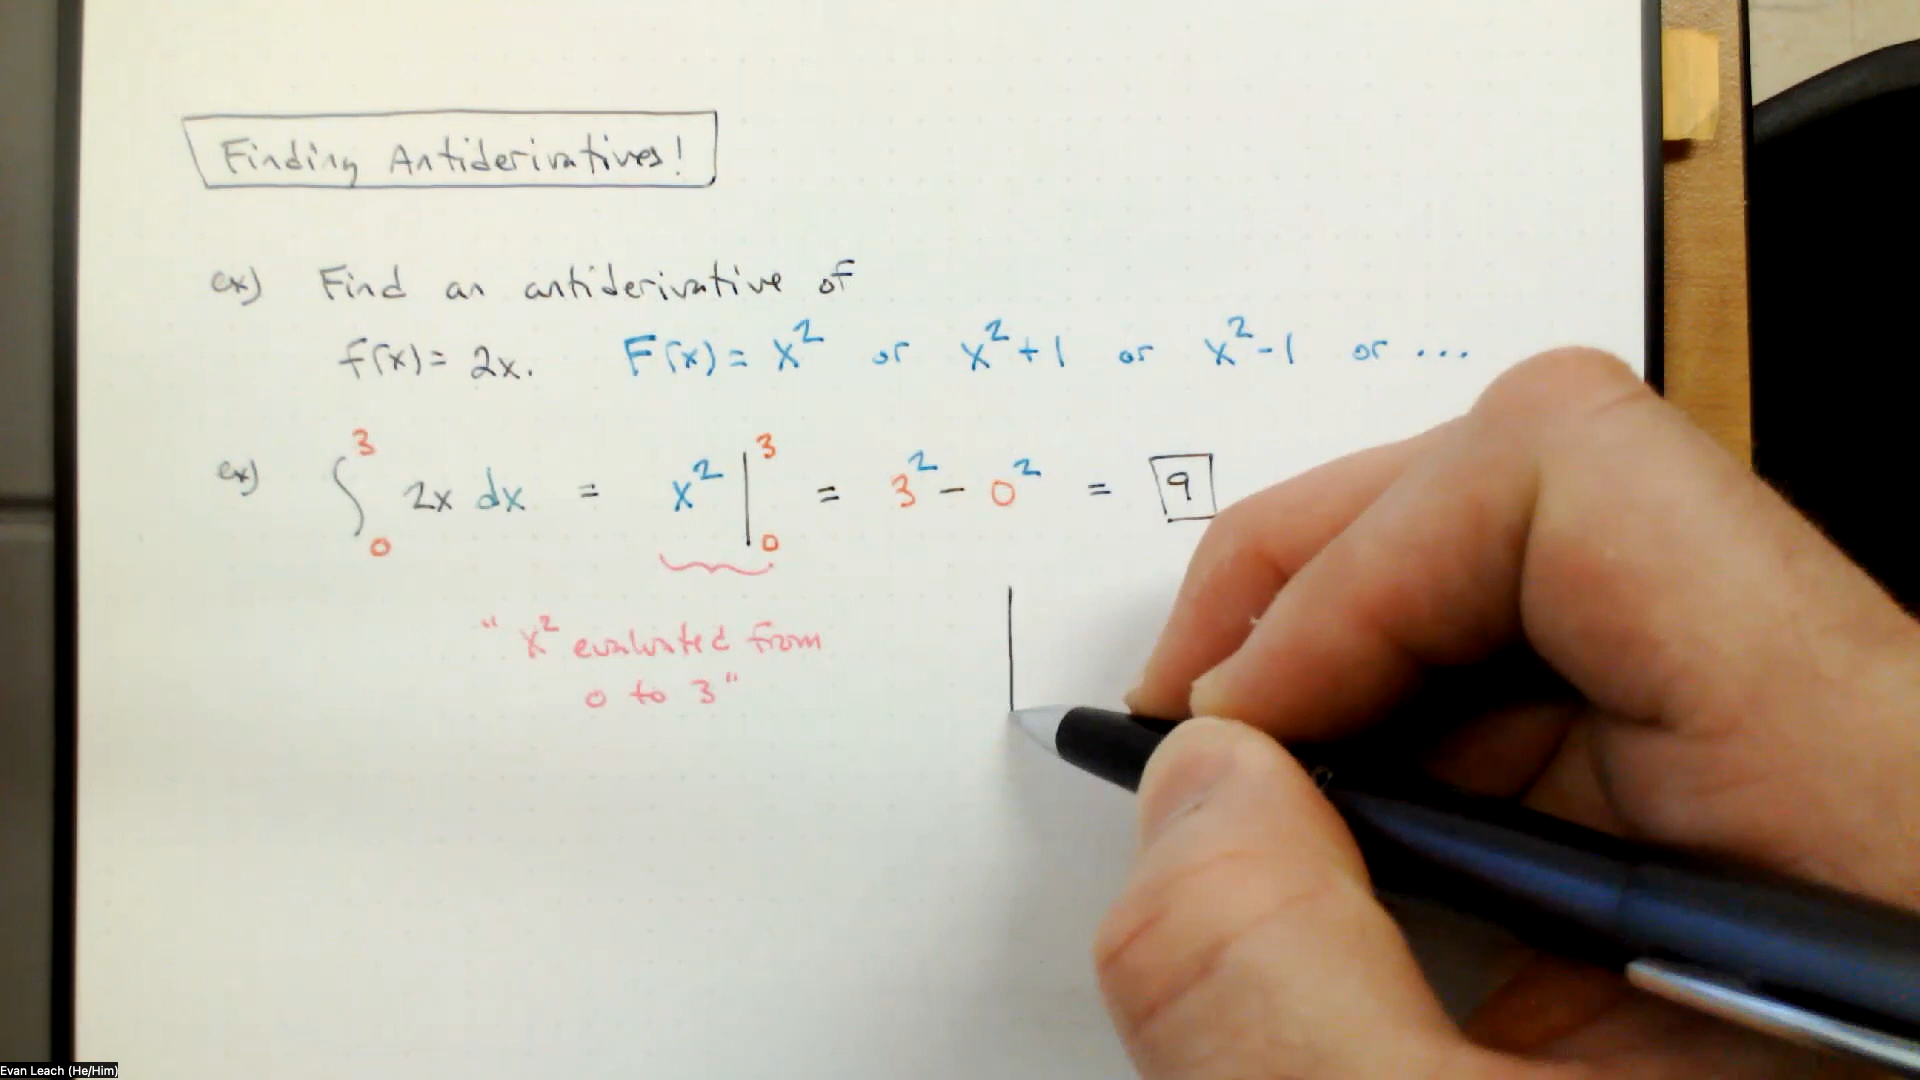 Finding Antiderivatives!
ex) Find an antiderivative of
f(x) = 2x. F(x) = x² or x²+1 or x²-1 or ...
ex) ∫₀³ 2x dx = x² |₀³ = 3² - 0² = 9
"x² evaluated from
0 to 3"
Evan Leach (He/Him)